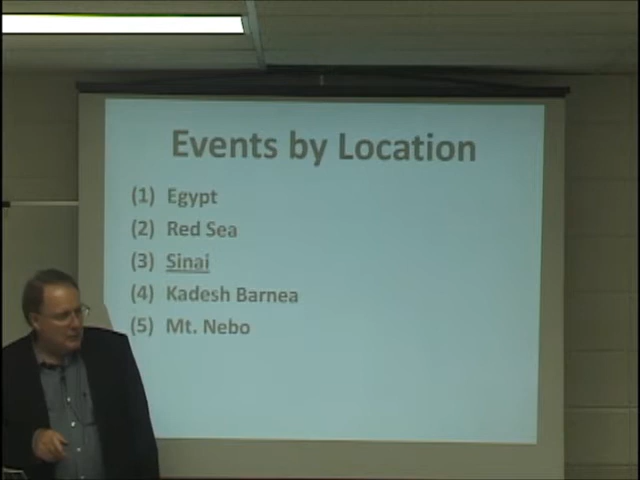 Events by Location
(1) Egypt
(2) Red Sea
(3) Sinai
(4) Kadesh Barnea
(5) Mt. Nebo